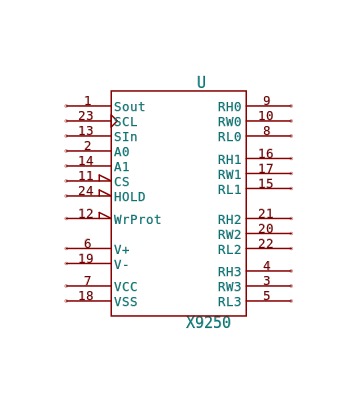 U
1 Sout RH0 9
23 SCL RW0 10
13 SIn RL0 8
2 A0 RH1 16
14 A1 RW1 17
11 CS RL1 15
24 HOLD
12 WrProt RH2 21
RW2 20
6 V+ RL2 22
19 V- RH3 4
7 VCC RW3 3
18 VSS RL3 5
X9250